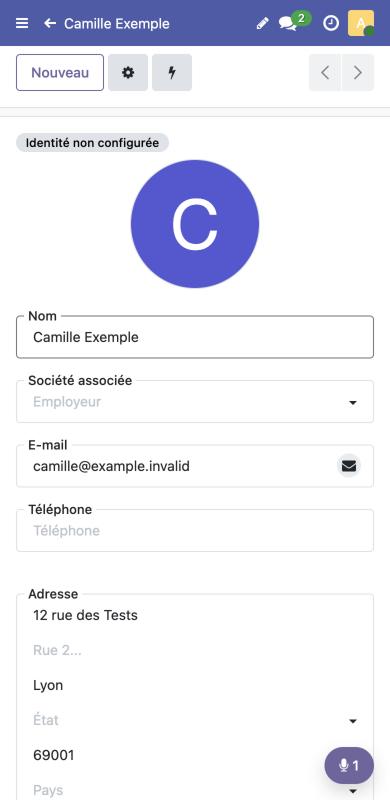 Camille Exemple
2
A
Nouveau
Identité non configurée
C
Nom
Camille Exemple
Société associée
Employeur
E-mail
camille@example.invalid
Téléphone
Téléphone
Adresse
12 rue des Tests
Rue 2...
Lyon
État
69001
1
Pays